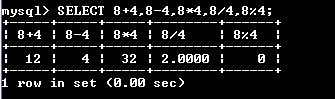 mysql> SELECT 8+4,8-4,8*4,8/4,8%4;
+-----+-----+-----+--------+------+
| 8+4 | 8-4 | 8*4 | 8/4    | 8%4  |
+-----+-----+-----+--------+------+
|  12 |   4 |  32 | 2.0000 |    0 |
+-----+-----+-----+--------+------+
1 row in set (0.00 sec)